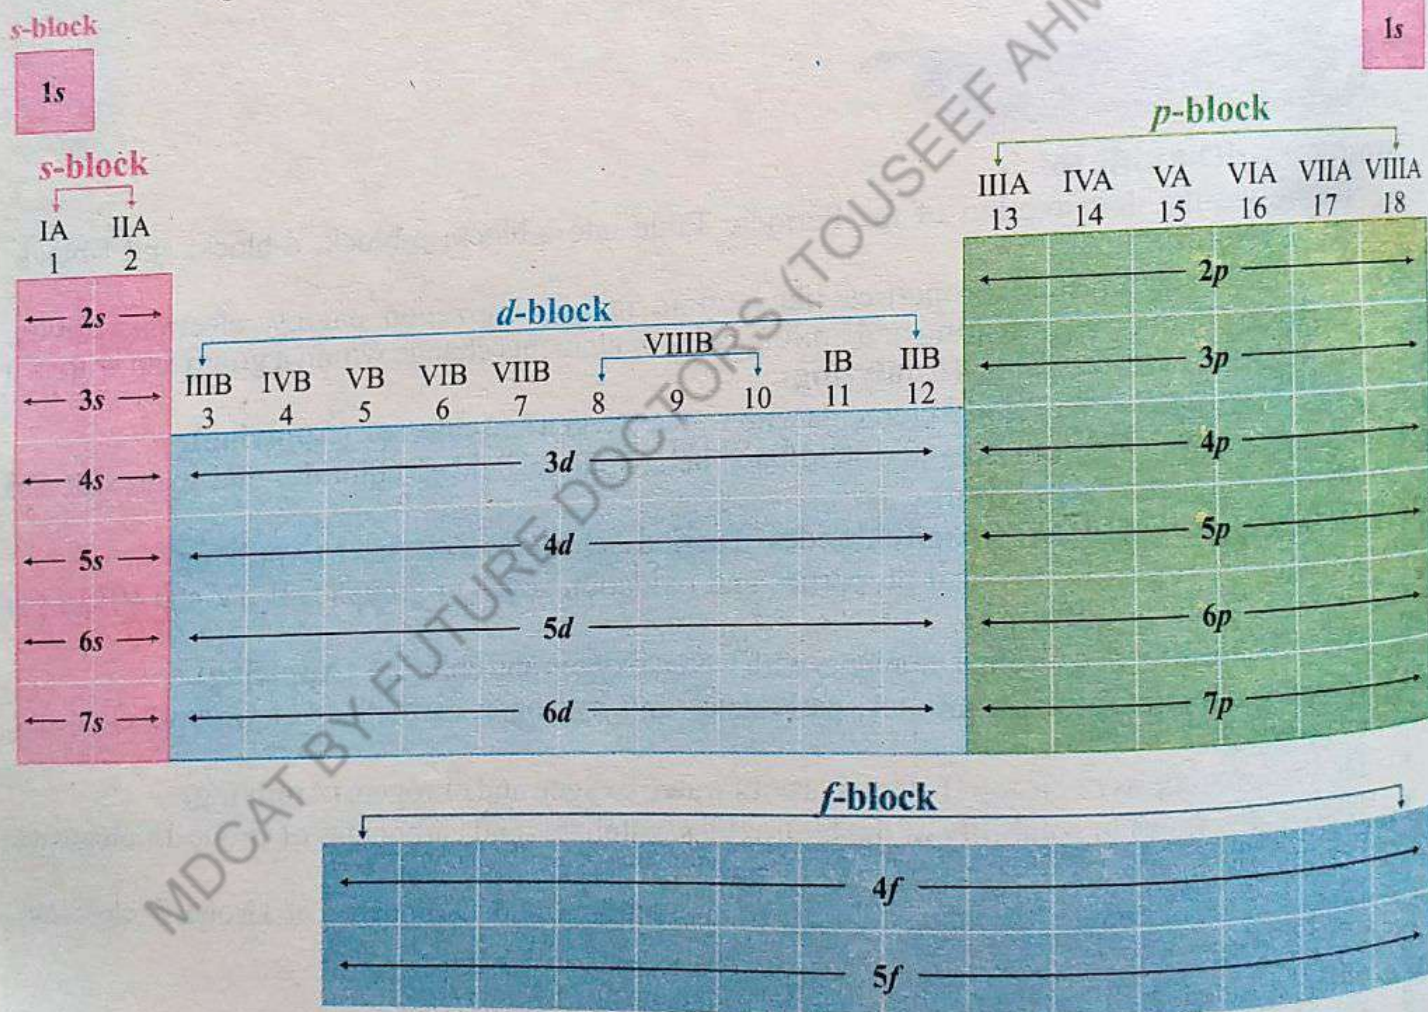 s-block
1s
1s
s-block
IA IIA
1 2
p-block
IIIA IVA VA VIA VIIA VIIIA
13 14 15 16 17 18
d-block
VIIIB
IIIB IVB VB VIB VIIB IB IIB
3 4 5 6 7 8 9 10 11 12
2s
3s
4s
5s
6s
7s
3d
4d
5d
6d
2p
3p
4p
5p
6p
7p
f-block
4f
5f
MDCAT BY FUTURE DOCTORS (TOUSEEF